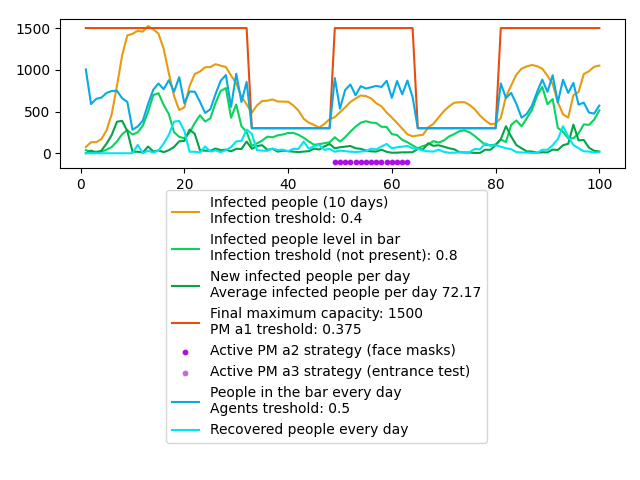 1500
1000
500
0
0 20 40 60 80 100
Infected people (10 days)
Infection treshold: 0.4
Infected people level in bar
Infection treshold (not present): 0.8
New infected people per day
Average infected people per day 72.17
Final maximum capacity: 1500
PM a1 treshold: 0.375
Active PM a2 strategy (face masks)
Active PM a3 strategy (entrance test)
People in the bar every day
Agents treshold: 0.5
Recovered people every day